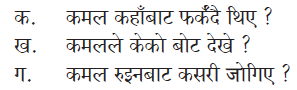 क. कमल कहाँबाट फर्कँदै थिए ?
ख. कमलले केको बोट देखे ?
ग. कमल रुइनबाट कसरी जोगिए ?